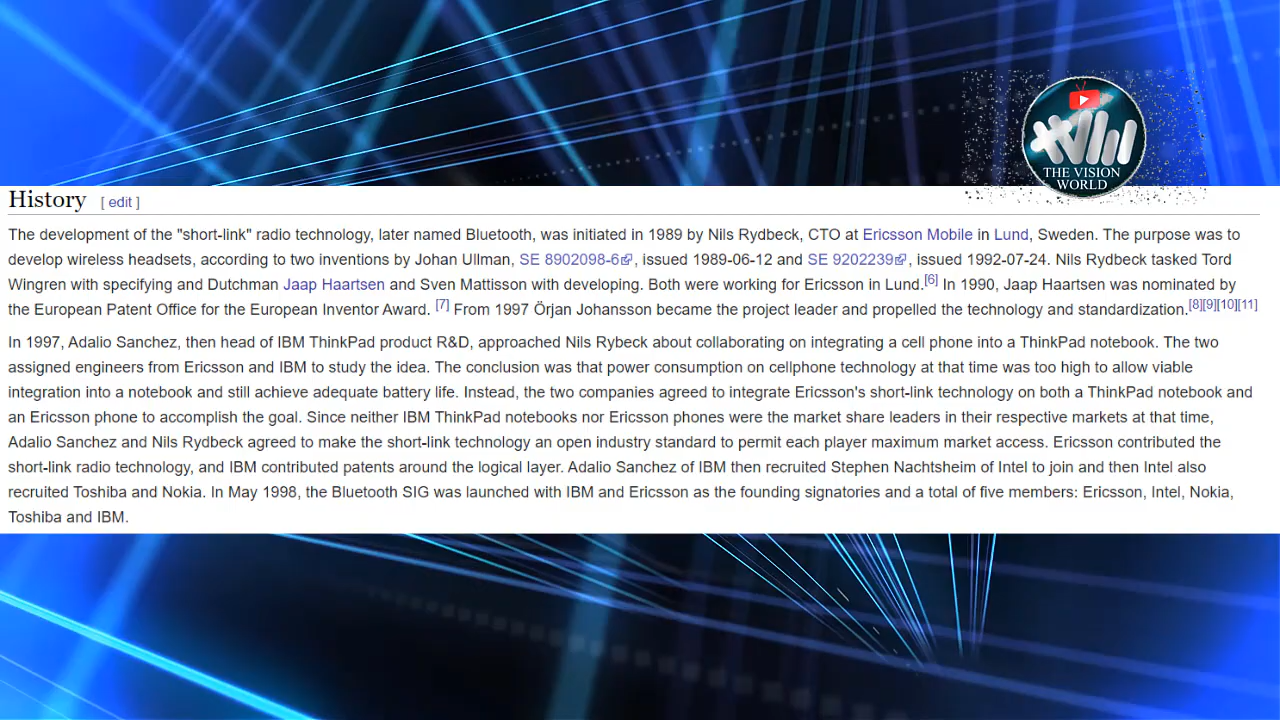 THE VISION
WORLD
History [ edit ]
The development of the "short-link" radio technology, later named Bluetooth, was initiated in 1989 by Nils Rydbeck, CTO at Ericsson Mobile in Lund, Sweden. The purpose was to
develop wireless headsets, according to two inventions by Johan Ullman, SE 8902098-6, issued 1989-06-12 and SE 9202239, issued 1992-07-24. Nils Rydbeck tasked Tord
Wingren with specifying and Dutchman Jaap Haartsen and Sven Mattisson with developing. Both were working for Ericsson in Lund.[6] In 1990, Jaap Haartsen was nominated by
the European Patent Office for the European Inventor Award. [7] From 1997 Örjan Johansson became the project leader and propelled the technology and standardization.[8][9][10][11]
In 1997, Adalio Sanchez, then head of IBM ThinkPad product R&D, approached Nils Rybeck about collaborating on integrating a cell phone into a ThinkPad notebook. The two
assigned engineers from Ericsson and IBM to study the idea. The conclusion was that power consumption on cellphone technology at that time was too high to allow viable
integration into a notebook and still achieve adequate battery life. Instead, the two companies agreed to integrate Ericsson's short-link technology on both a ThinkPad notebook and
an Ericsson phone to accomplish the goal. Since neither IBM ThinkPad notebooks nor Ericsson phones were the market share leaders in their respective markets at that time,
Adalio Sanchez and Nils Rydbeck agreed to make the short-link technology an open industry standard to permit each player maximum market access. Ericsson contributed the
short-link radio technology, and IBM contributed patents around the logical layer. Adalio Sanchez of IBM then recruited Stephen Nachtsheim of Intel to join and then Intel also
recruited Toshiba and Nokia. In May 1998, the Bluetooth SIG was launched with IBM and Ericsson as the founding signatories and a total of five members: Ericsson, Intel, Nokia,
Toshiba and IBM.